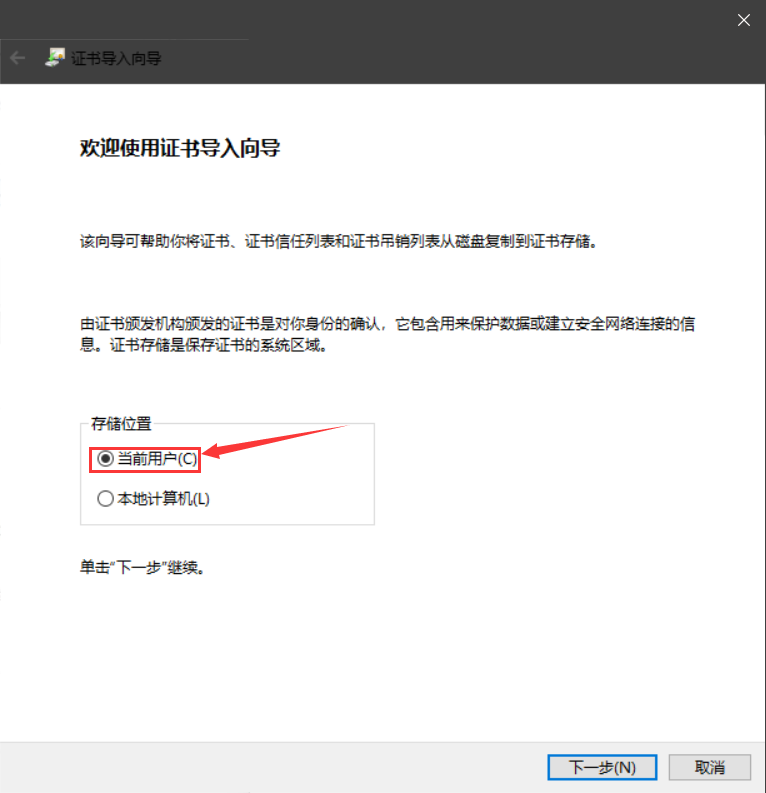 证书导入向导
欢迎使用证书导入向导
该向导可帮助你将证书、证书信任列表和证书吊销列表从磁盘复制到证书存储。
由证书颁发机构颁发的证书是对你身份的确认，它包含用来保护数据或建立安全网络连接的信
息。证书存储是保存证书的系统区域。
存储位置
当前用户(C)
本地计算机(L)
单击"下一步"继续。
下一步(N)
取消